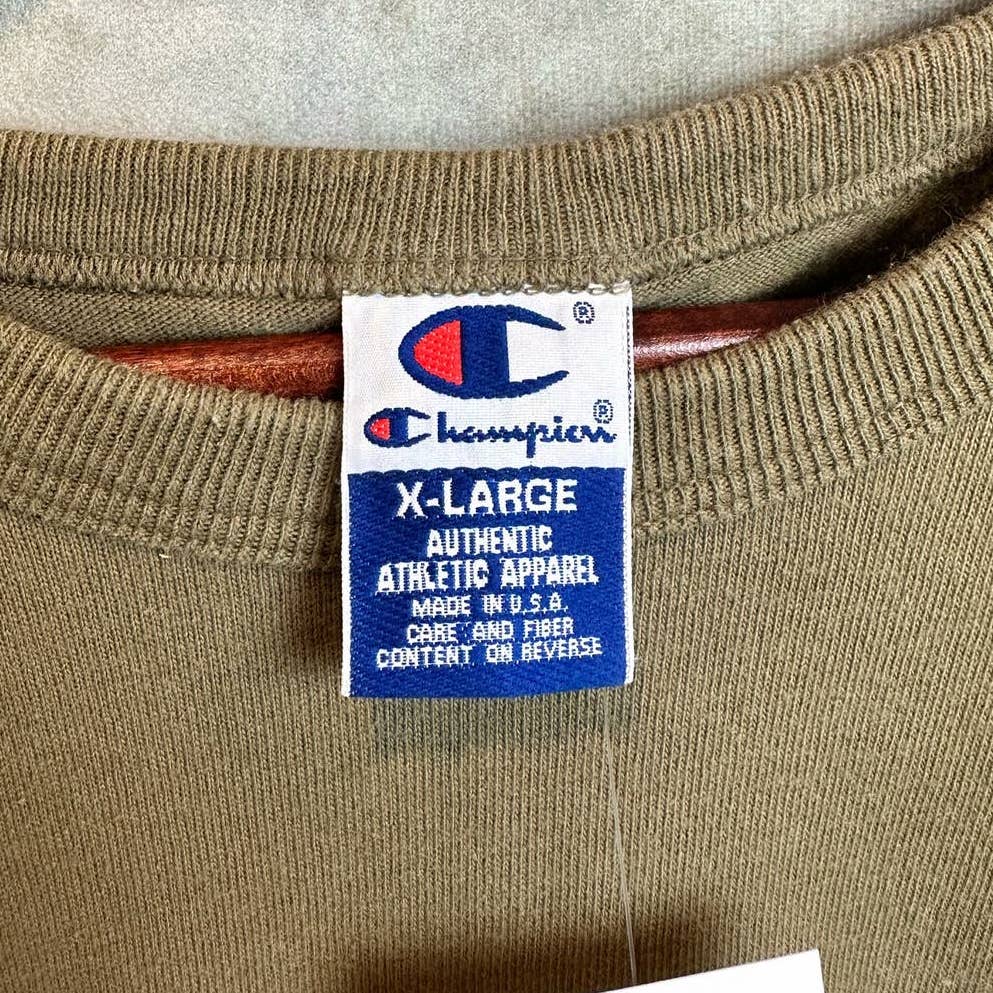 C ®
Champion ®
X-LARGE
AUTHENTIC
ATHLETIC APPAREL
MADE IN U.S.A.
CARE AND FIBER
CONTENT ON REVERSE